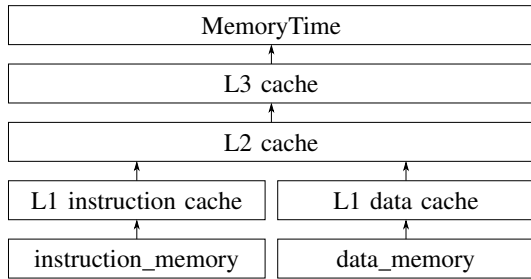 MemoryTime
L3 cache
L2 cache
L1 instruction cache
L1 data cache
instruction_memory
data_memory